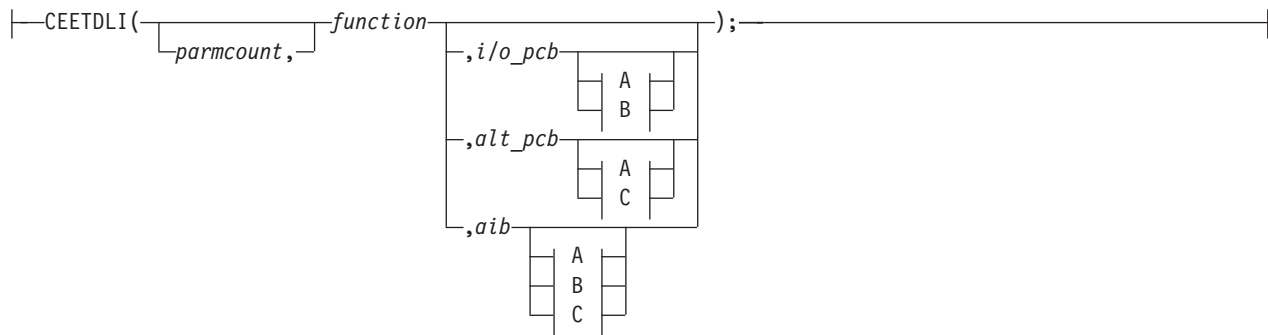 CEETDLI( parmcount, function );
,i/o_pcb
A
B
,alt_pcb
A
C
,aib
A
B
C